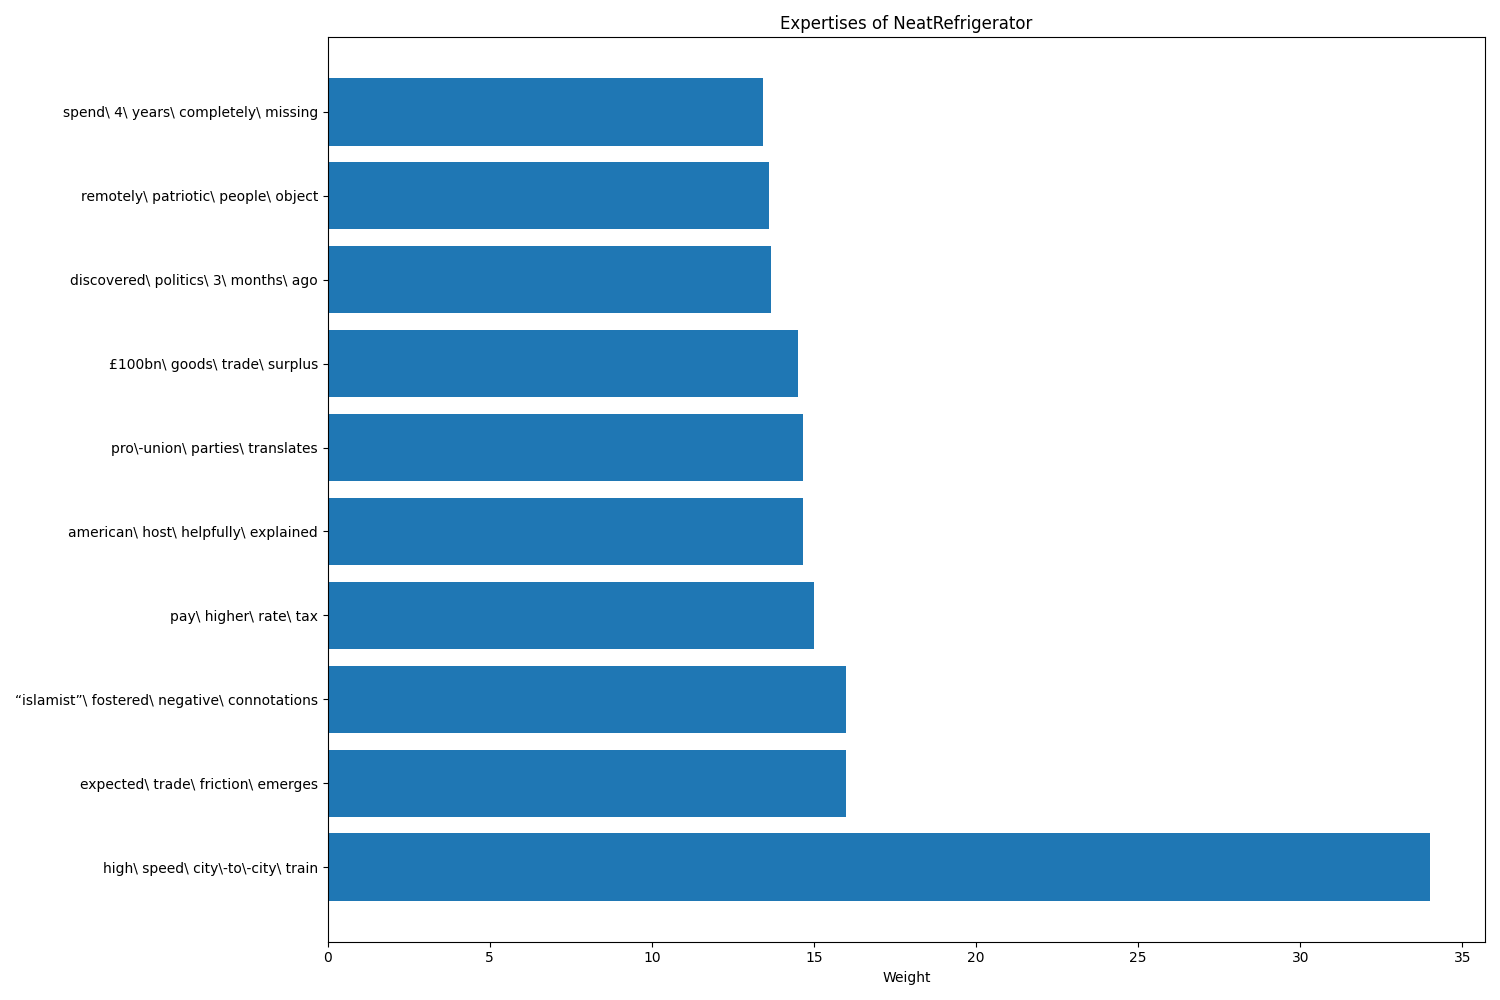 Expertises of NeatRefrigerator
spend\ 4\ years\ completely\ missing
remotely\ patriotic\ people\ object
discovered\ politics\ 3\ months\ ago
£100bn\ goods\ trade\ surplus
pro\-union\ parties\ translates
american\ host\ helpfully\ explained
pay\ higher\ rate\ tax
“islamist”\ fostered\ negative\ connotations
expected\ trade\ friction\ emerges
high\ speed\ city\-to\-city\ train
0 5 10 15 20 25 30 35
Weight